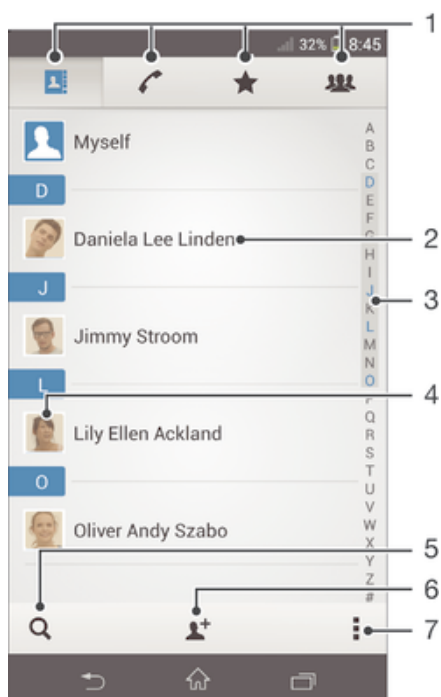 1
32% 8:45
Myself
A
B
C
D
D
E
F
G
Daniela Lee Linden
2
H
I
J
J
3
K
L
Jimmy Stroom
M
N
L
O
4
P
Q
Lily Ellen Ackland
R
S
O
T
U
V
Oliver Andy Szabo
W
X
5
Y
Z
6
#
7